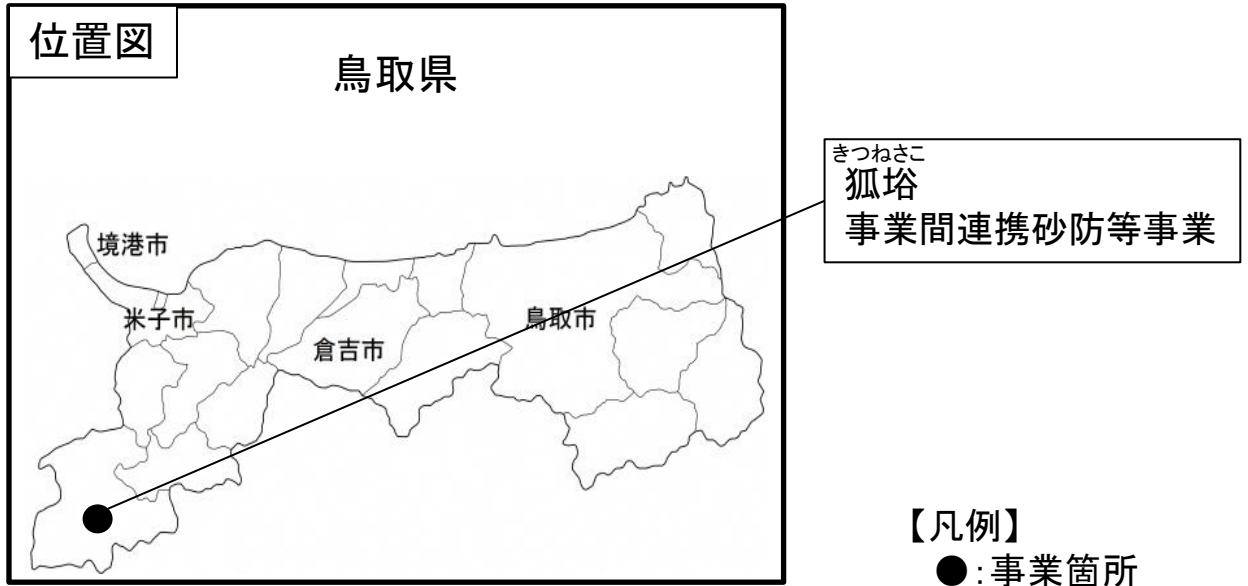 位置図
鳥取県
きつねさこ
狐塔
事業間連携砂防等事業
境港市
米子市
倉吉市
鳥取市
【凡例】
●:事業箇所